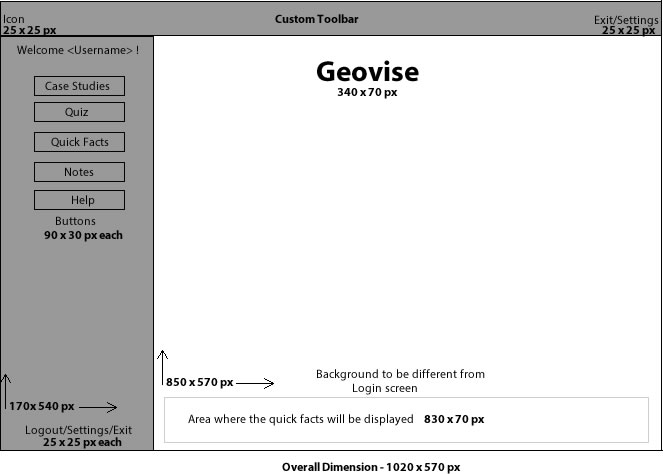 Icon
25 x 25 px
Custom Toolbar
Exit/Settings
25 x 25 px
Welcome <Username> !
Case Studies
Quiz
Quick Facts
Notes
Help
Buttons
90 x 30 px each
Geovise
340 x 70 px
850 x 570 px
Background to be different from
Login screen
170x 540 px
Area where the quick facts will be displayed 830 x 70 px
Logout/Settings/Exit
25 x 25 px each
Overall Dimension - 1020 x 570 px